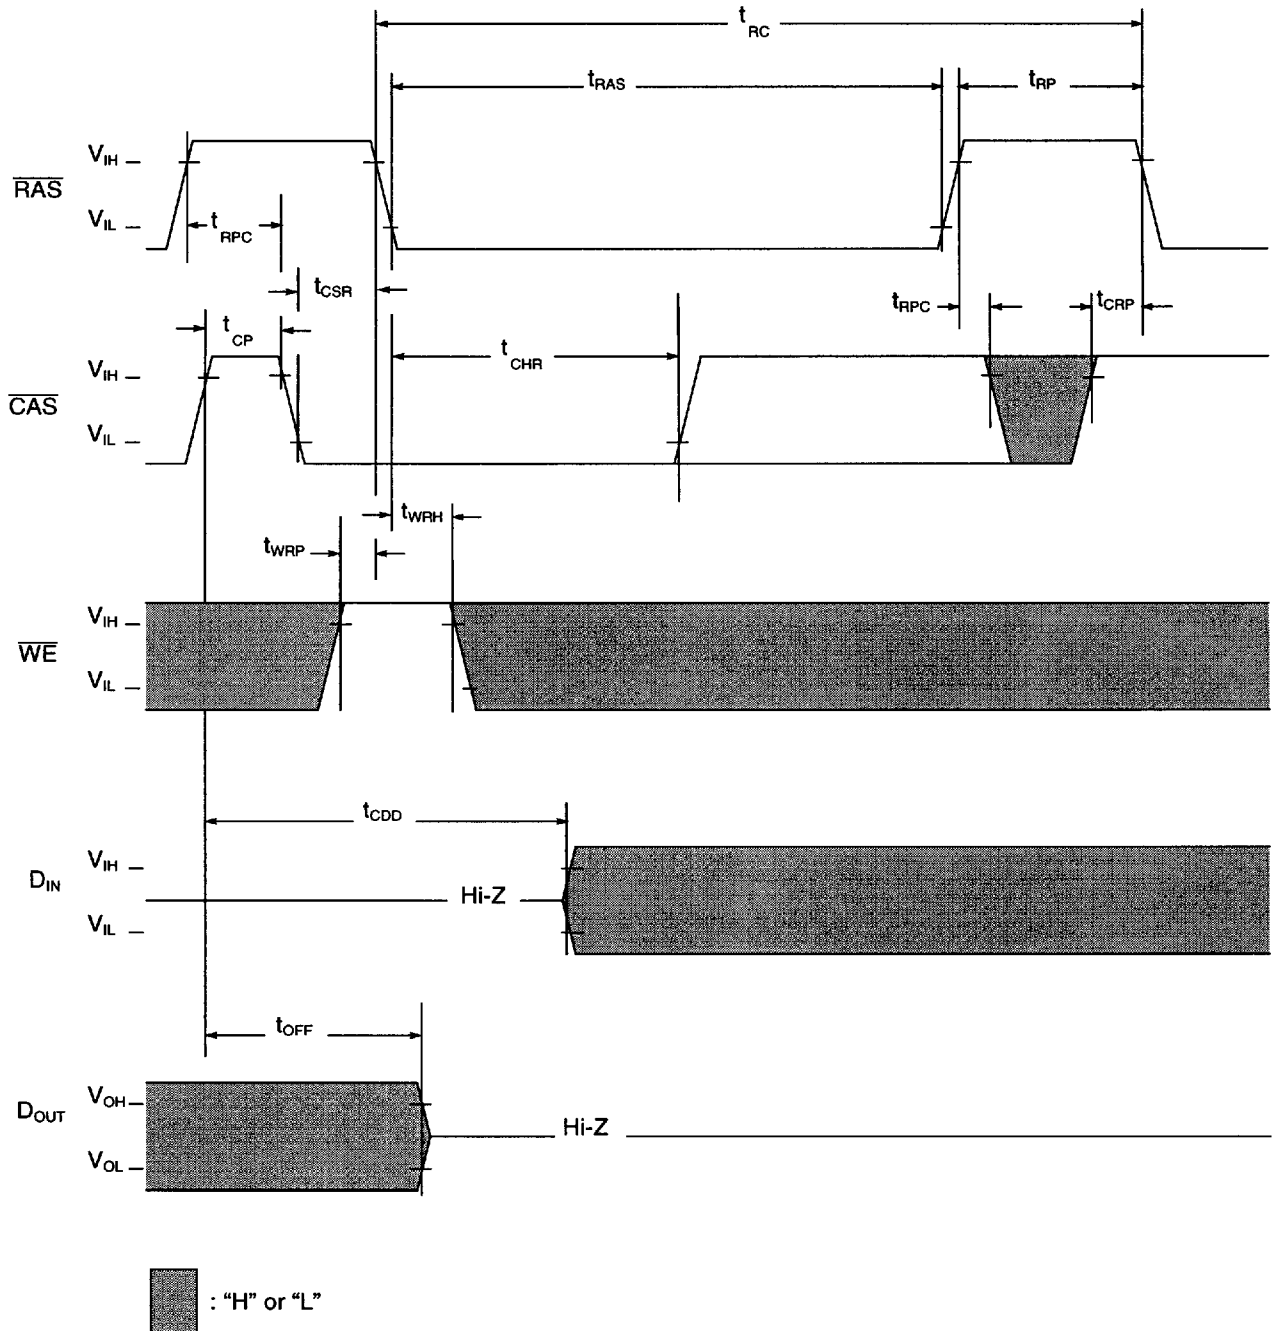 tRC
tRAS
tRP
VIH
RAS
VIL
tRPC
tCSR
tRPC
tCRP
tCP
tCHR
VIH
CAS
VIL
tWRH
tWRP
VIH
WE
VIL
tCDD
VIH
DIN
Hi-Z
VIL
tOFF
VOH
DOUT
Hi-Z
VOL
: “H” or “L”